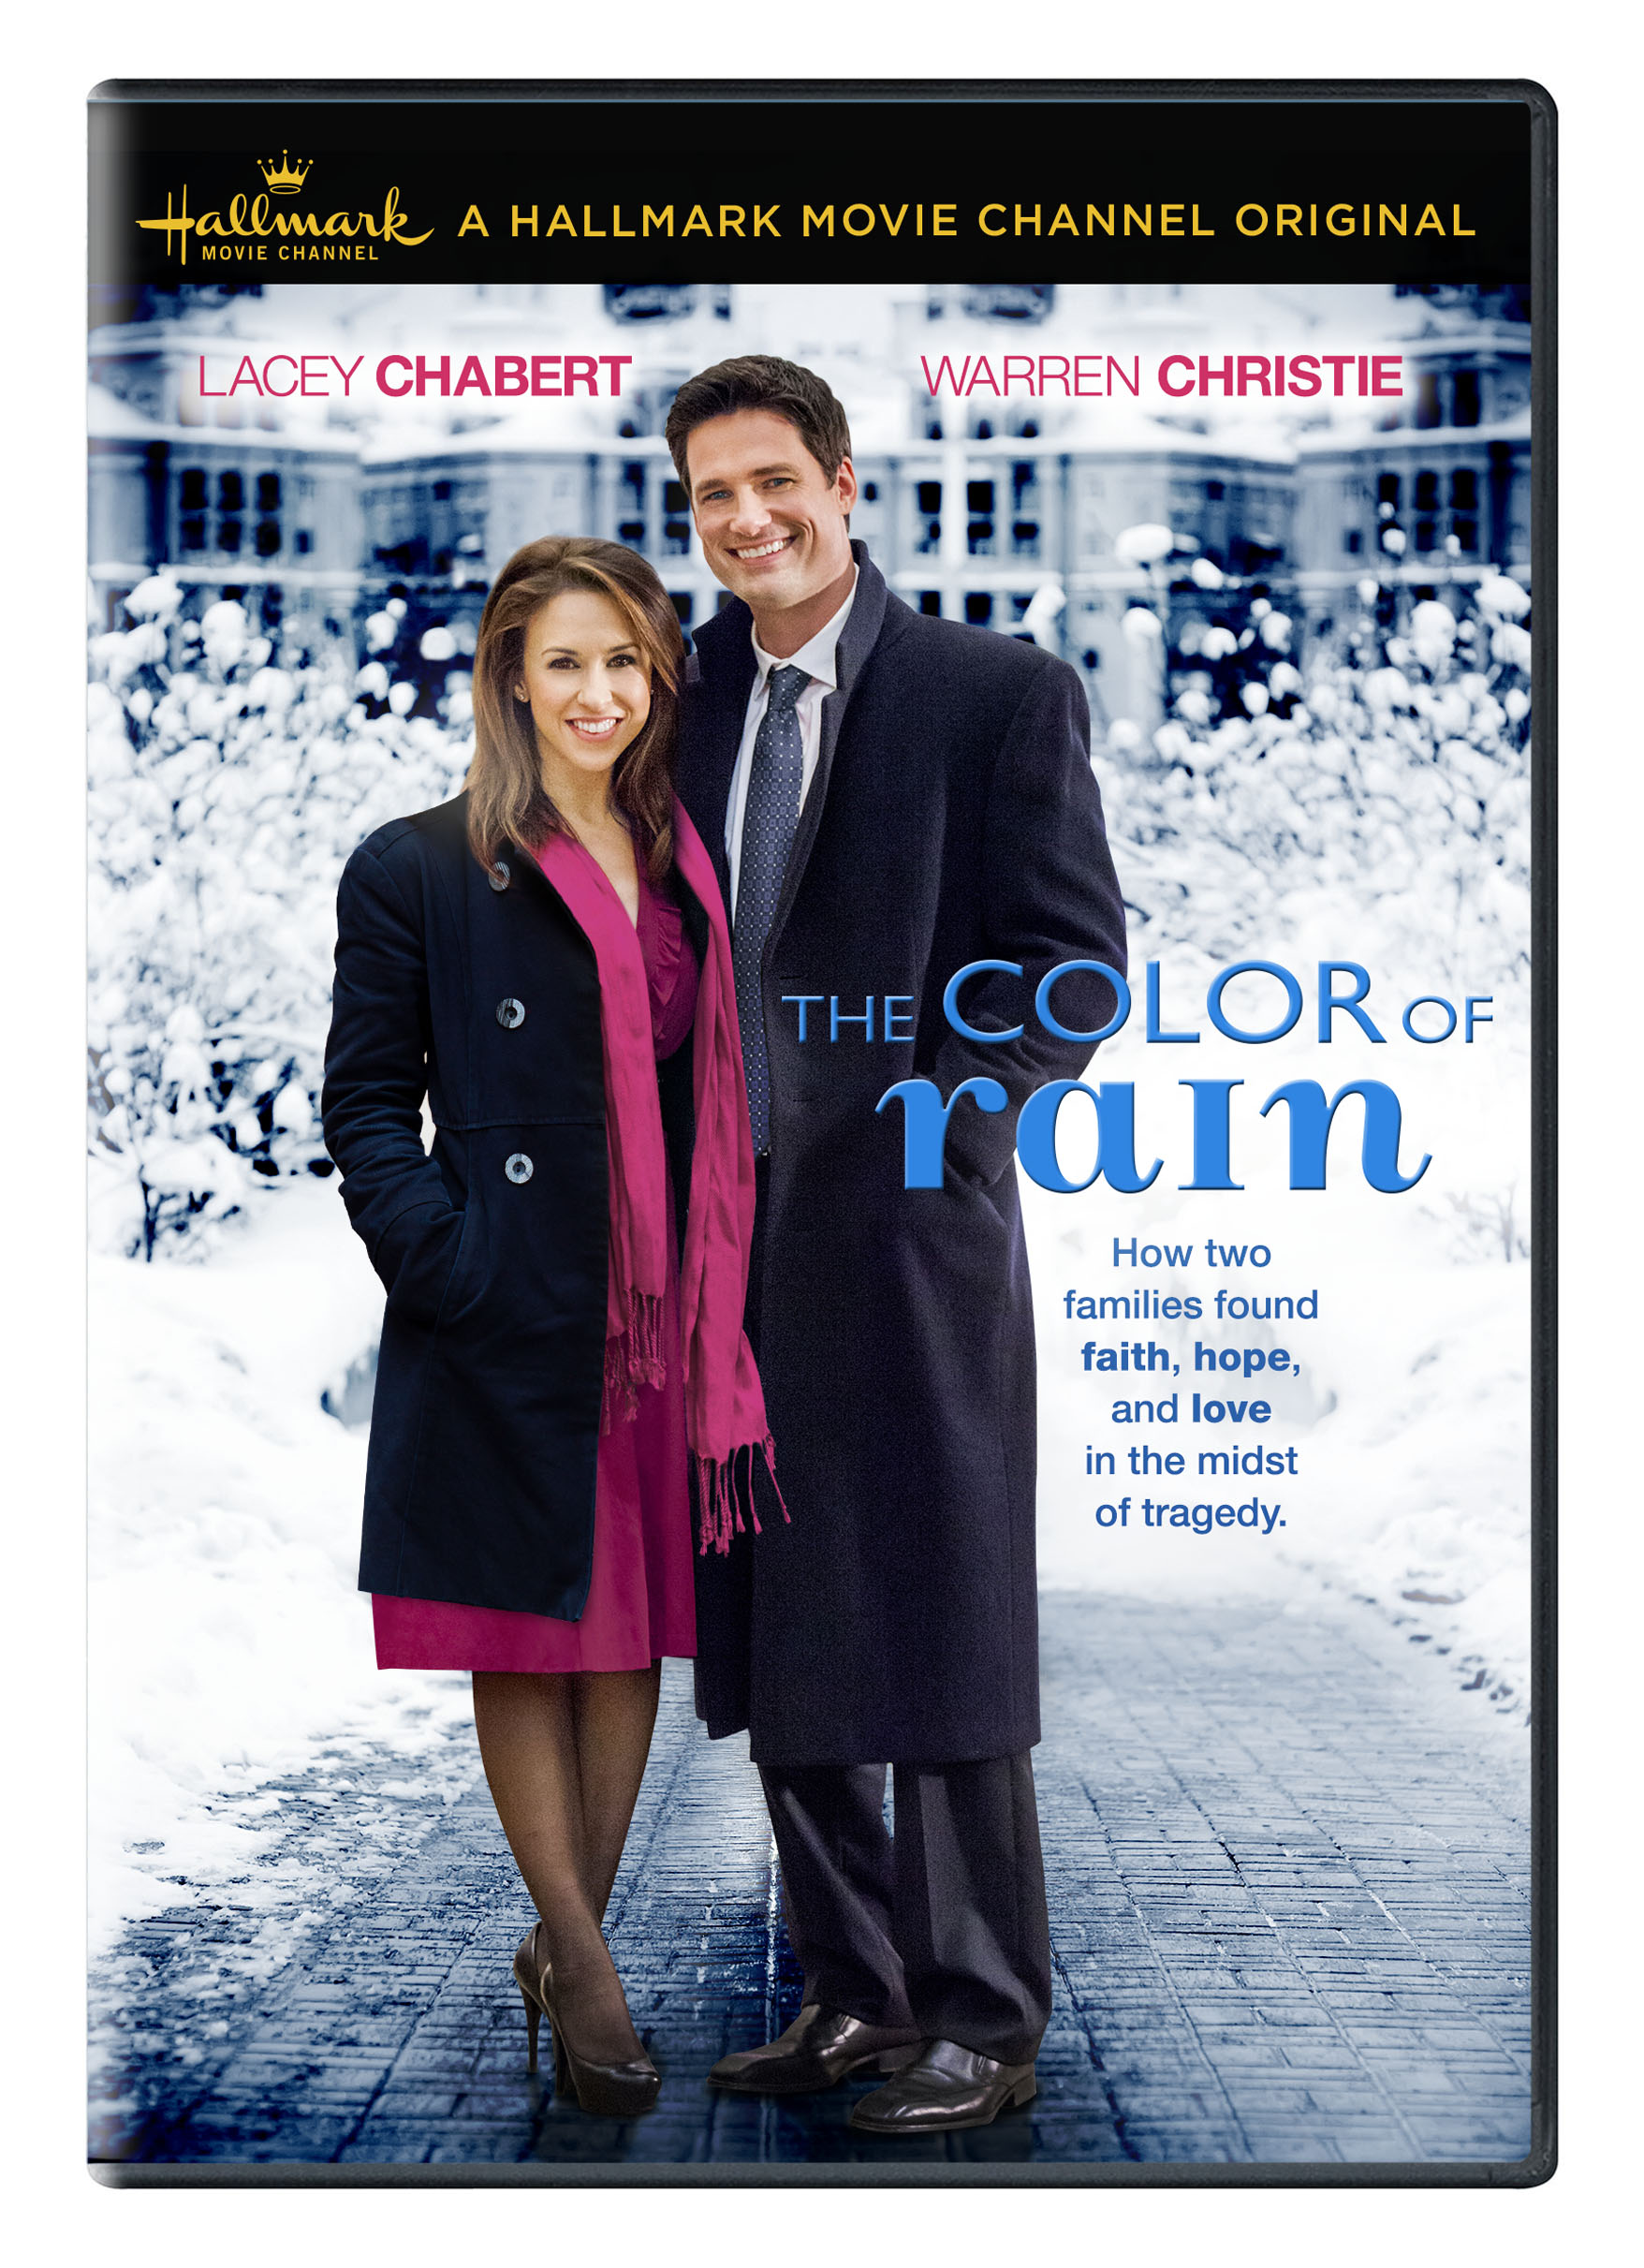 Hallmark
MOVIE CHANNEL
A HALLMARK MOVIE CHANNEL ORIGINAL
LACEY CHABERT
WARREN CHRISTIE
THE COLOR OF
raIn
How two
families found
faith, hope,
and love
in the midst
of tragedy.